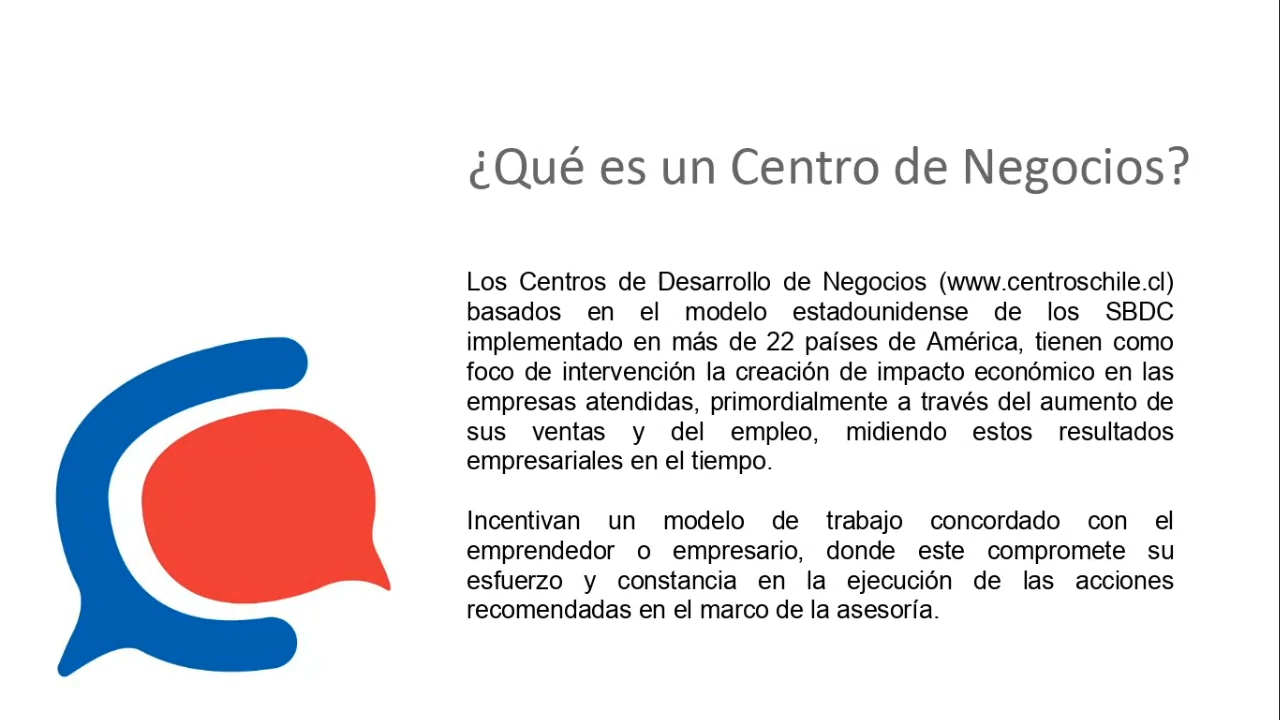 ¿Qué es un Centro de Negocios?
Los Centros de Desarrollo de Negocios (www.centroschile.cl)
basados en el modelo estadounidense de los SBDC
implementado en más de 22 países de América, tienen como
foco de intervención la creación de impacto económico en las
empresas atendidas, primordialmente a través del aumento de
sus ventas y del empleo, midiendo estos resultados
empresariales en el tiempo.
Incentivan un modelo de trabajo concordado con el
emprendedor o empresario, donde este compromete su
esfuerzo y constancia en la ejecución de las acciones
recomendadas en el marco de la asesoría.